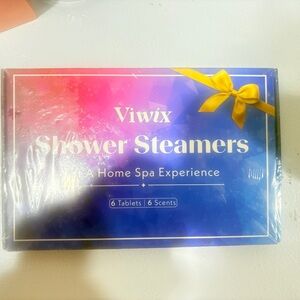 Viwix
Shower Steamers
A Home Spa Experience
6 Tablets | 6 Scents